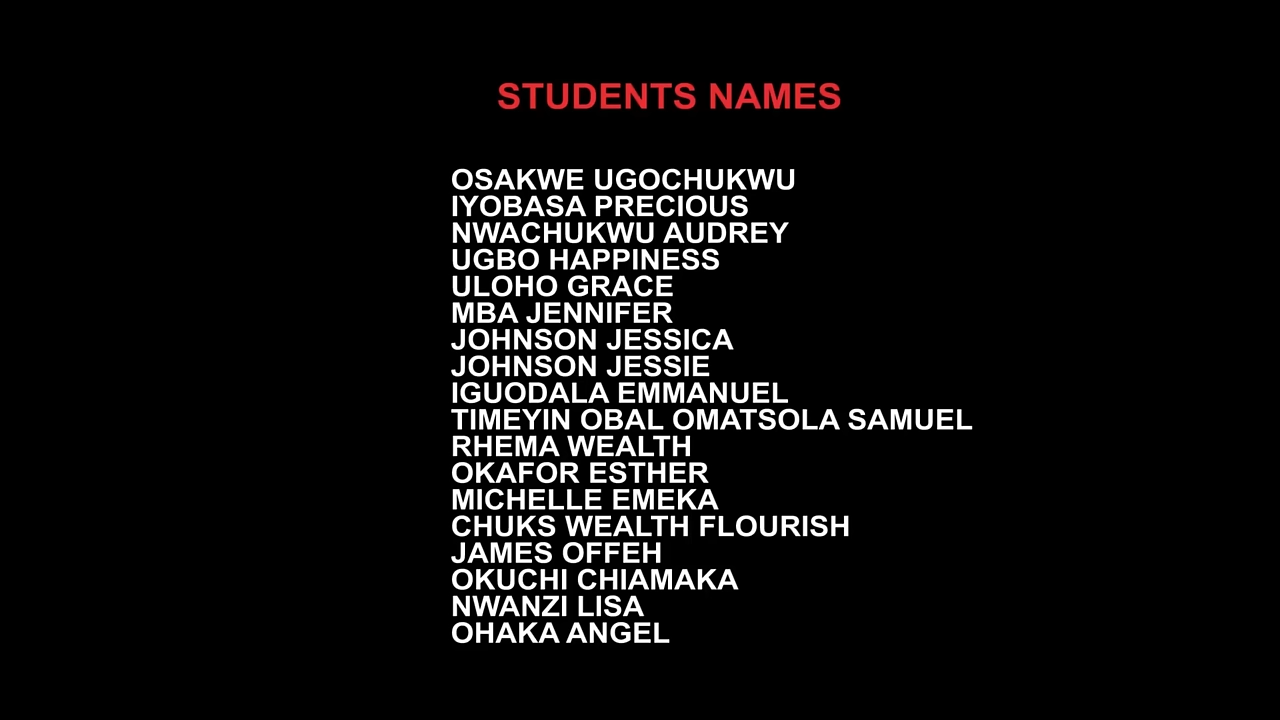 STUDENTS NAMES
OSAKWE UGOCHUKWU
IYOBASA PRECIOUS
NWACHUKWU AUDREY
UGBO HAPPINESS
ULOHO GRACE
MBA JENNIFER
JOHNSON JESSICA
JOHNSON JESSIE
IGUODALA EMMANUEL
TIMEYIN OBAL OMATSOLA SAMUEL
RHEMA WEALTH
OKAFOR ESTHER
MICHELLE EMEKA
CHUKS WEALTH FLOURISH
JAMES OFFEH
OKUCHI CHIAMAKA
NWANZI LISA
OHAKA ANGEL